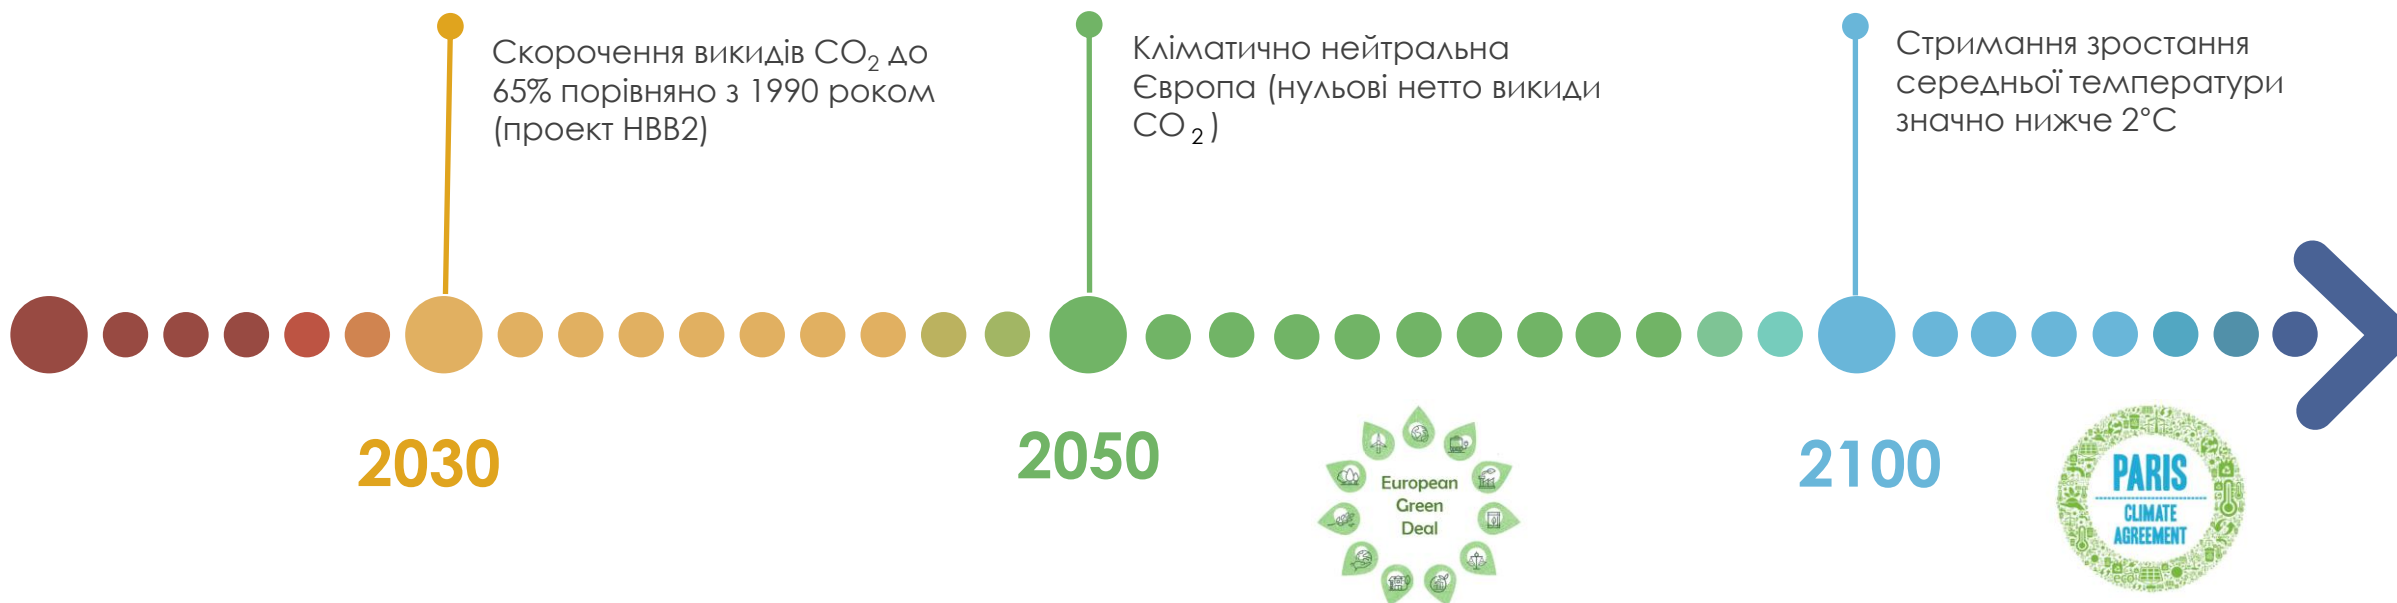 Скорочення викидів CO₂ до
65% порівняно з 1990 роком
(проект НВВ2)
Кліматично нейтральна
Європа (нульові нетто викиди
CO ₂ )
Стримання зростання
середньої температури
значно нижче 2°C
2030
2050
2100
European
Green
Deal
PARIS
CLIMATE
AGREEMENT